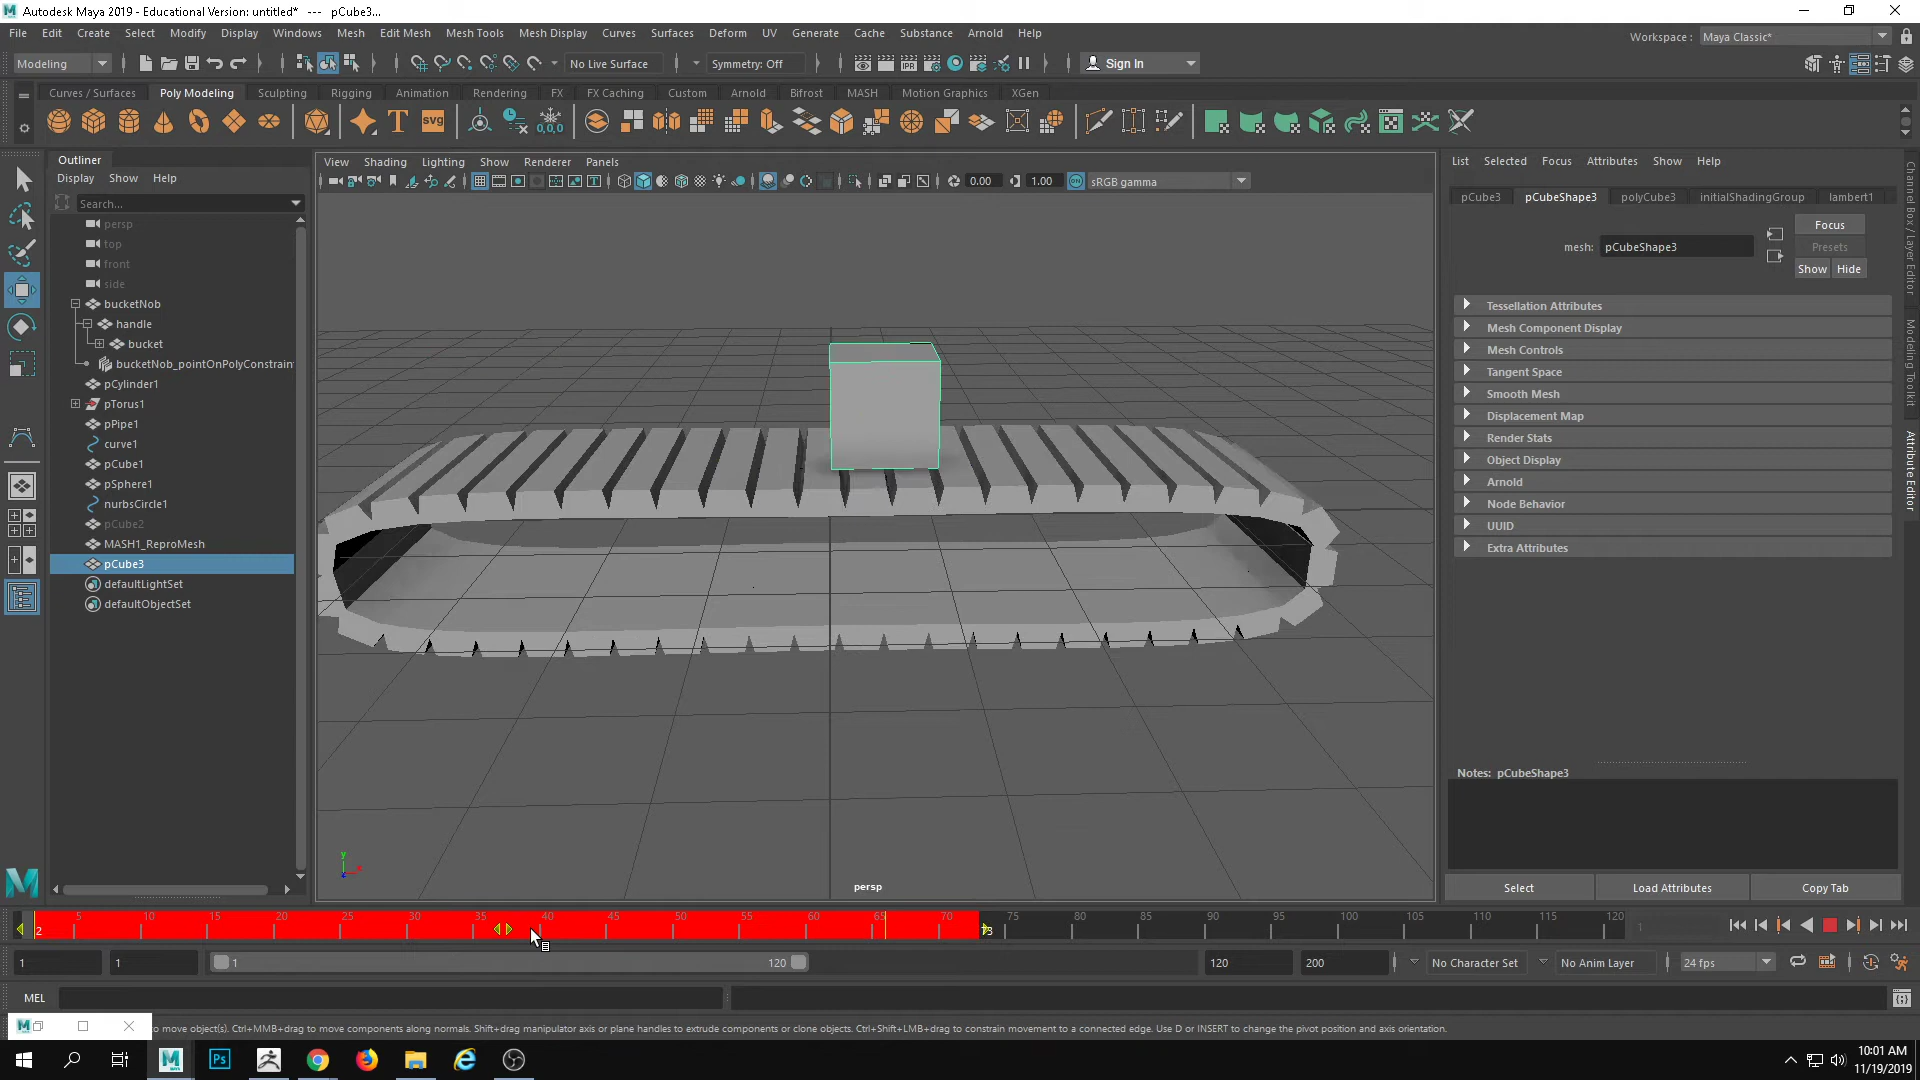 Autodesk Maya 2019 - Educational Version: untitled* --- pCube3...
File Edit Create Select Modify Display Windows Mesh Edit Mesh Mesh Tools Mesh Display Curves Surfaces Deform UV Generate Cache Substance Arnold Help
Workspace : Maya Classic*
Modeling No Live Surface Symmetry: Off Sign In
Curves / Surfaces Poly Modeling Sculpting Rigging Animation Rendering FX FX Caching Custom Arnold Bifrost MASH Motion Graphics XGen
Outliner
Display Show Help
Search...
persp
top
front
side
bucketNob
handle
bucket
bucketNob_pointOnPolyConstrain
pCylinder1
pTorus1
pPipe1
curve1
pCube1
pSphere1
nurbsCircle1
pCube2
MASH1_ReproMesh
pCube3
defaultLightSet
defaultObjectSet
View Shading Lighting Show Renderer Panels
0.00 1.00 sRGB gamma
persp
y
x
List Selected Focus Attributes Show Help
pCube3 pCubeShape3 polyCube3 initialShadingGroup lambert1
Focus
mesh: pCubeShape3 Presets
Show Hide
Tessellation Attributes
Mesh Component Display
Mesh Controls
Tangent Space
Smooth Mesh
Displacement Map
Render Stats
Object Display
Arnold
Node Behavior
UUID
Extra Attributes
Notes: pCubeShape3
Select Load Attributes Copy Tab
Channel Box / Layer Editor
Modeling Toolkit
Attribute Editor
5 10 15 20 25 30 35 40 45 50 55 60 65 70 75 80 85 90 95 100 105 110 115 120
2 1
1 1 1 120 120 200 No Character Set No Anim Layer 24 fps
MEL
to move object(s). Ctrl+MMB+drag to move components along normals. Shift+drag manipulator axis or plane handles to extrude components or clone objects. Ctrl+Shift+LMB+drag to constrain movement to a connected edge. Use D or INSERT to change the pivot position and axis orientation.
10:01 AM
11/19/2019